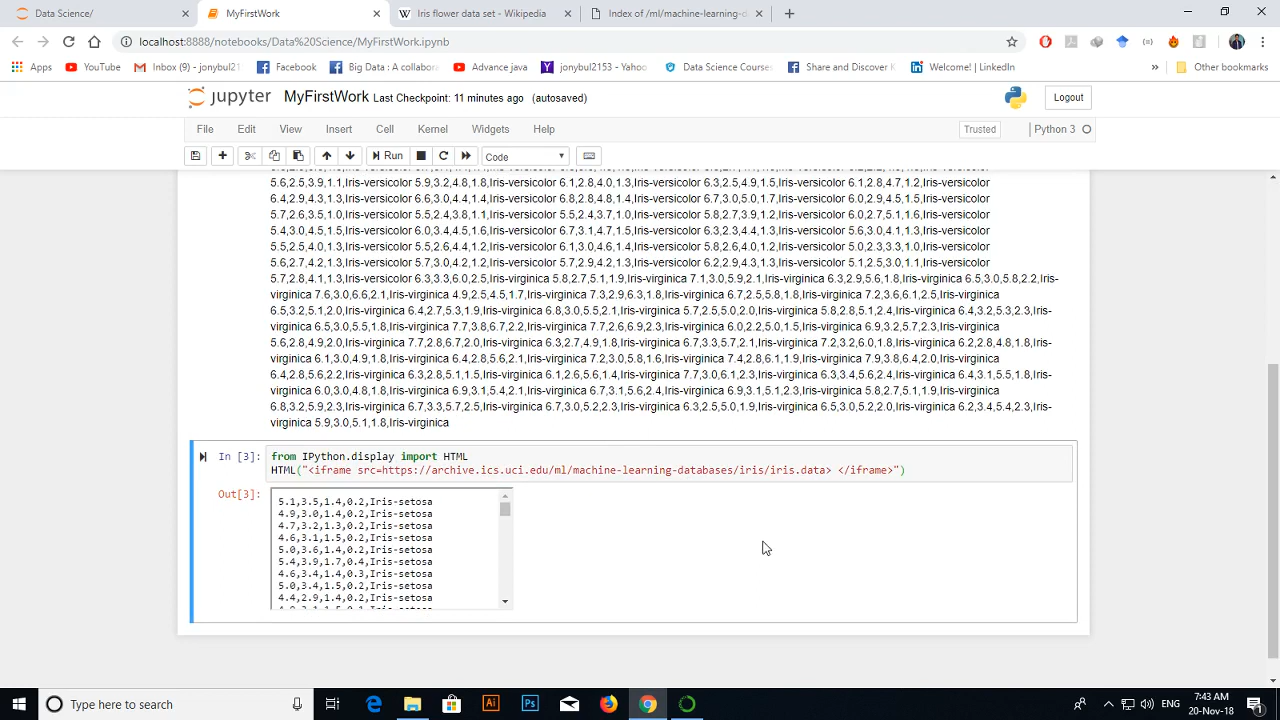 Data Science/
MyFirstWork
Iris flower data set - Wikipedia
Index of /ml/machine-learning-d
localhost:8888/notebooks/Data%20Science/MyFirstWork.ipynb
Apps YouTube Inbox (9) - jonybul21 Facebook Big Data : A collabora Advance java jonybul2153 - Yahoo Data Science Courses Share and Discover K Welcome! | LinkedIn » Other bookmarks
jupyter MyFirstWork Last Checkpoint: 11 minutes ago (autosaved) Logout
File Edit View Insert Cell Kernel Widgets Help Trusted Python 3
Run Code
5.6,2.5,3.9,1.1,Iris-versicolor 5.9,3.2,4.8,1.8,Iris-versicolor 6.1,2.8,4.0,1.3,Iris-versicolor 6.3,2.5,4.9,1.5,Iris-versicolor 6.1,2.8,4.7,1.2,Iris-versicolor
6.4,2.9,4.3,1.3,Iris-versicolor 6.6,3.0,4.4,1.4,Iris-versicolor 6.8,2.8,4.8,1.4,Iris-versicolor 6.7,3.0,5.0,1.7,Iris-versicolor 6.0,2.9,4.5,1.5,Iris-versicolor
5.7,2.6,3.5,1.0,Iris-versicolor 5.5,2.4,3.8,1.1,Iris-versicolor 5.5,2.4,3.7,1.0,Iris-versicolor 5.8,2.7,3.9,1.2,Iris-versicolor 6.0,2.7,5.1,1.6,Iris-versicolor
5.4,3.0,4.5,1.5,Iris-versicolor 6.0,3.4,4.5,1.6,Iris-versicolor 6.7,3.1,4.7,1.5,Iris-versicolor 6.3,2.3,4.4,1.3,Iris-versicolor 5.6,3.0,4.1,1.3,Iris-versicolor
5.5,2.5,4.0,1.3,Iris-versicolor 5.5,2.6,4.4,1.2,Iris-versicolor 6.1,3.0,4.6,1.4,Iris-versicolor 5.8,2.6,4.0,1.2,Iris-versicolor 5.0,2.3,3.3,1.0,Iris-versicolor
5.6,2.7,4.2,1.3,Iris-versicolor 5.7,3.0,4.2,1.2,Iris-versicolor 5.7,2.9,4.2,1.3,Iris-versicolor 6.2,2.9,4.3,1.3,Iris-versicolor 5.1,2.5,3.0,1.1,Iris-versicolor
5.7,2.8,4.1,1.3,Iris-versicolor 6.3,3.3,6.0,2.5,Iris-virginica 5.8,2.7,5.1,1.9,Iris-virginica 7.1,3.0,5.9,2.1,Iris-virginica 6.3,2.9,5.6,1.8,Iris-virginica 6.5,3.0,5.8,2.2,Iris-
virginica 7.6,3.0,6.6,2.1,Iris-virginica 4.9,2.5,4.5,1.7,Iris-virginica 7.3,2.9,6.3,1.8,Iris-virginica 6.7,2.5,5.8,1.8,Iris-virginica 7.2,3.6,6.1,2.5,Iris-virginica
6.5,3.2,5.1,2.0,Iris-virginica 6.4,2.7,5.3,1.9,Iris-virginica 6.8,3.0,5.5,2.1,Iris-virginica 5.7,2.5,5.0,2.0,Iris-virginica 5.8,2.8,5.1,2.4,Iris-virginica 6.4,3.2,5.3,2.3,Iris-
virginica 6.5,3.0,5.5,1.8,Iris-virginica 7.7,3.8,6.7,2.2,Iris-virginica 7.7,2.6,6.9,2.3,Iris-virginica 6.0,2.2,5.0,1.5,Iris-virginica 6.9,3.2,5.7,2.3,Iris-virginica
5.6,2.8,4.9,2.0,Iris-virginica 7.7,2.8,6.7,2.0,Iris-virginica 6.3,2.7,4.9,1.8,Iris-virginica 6.7,3.3,5.7,2.1,Iris-virginica 7.2,3.2,6.0,1.8,Iris-virginica 6.2,2.8,4.8,1.8,Iris-
virginica 6.1,3.0,4.9,1.8,Iris-virginica 6.4,2.8,5.6,2.1,Iris-virginica 7.2,3.0,5.8,1.6,Iris-virginica 7.4,2.8,6.1,1.9,Iris-virginica 7.9,3.8,6.4,2.0,Iris-virginica
6.4,2.8,5.6,2.2,Iris-virginica 6.3,2.8,5.1,1.5,Iris-virginica 6.1,2.6,5.6,1.4,Iris-virginica 7.7,3.0,6.1,2.3,Iris-virginica 6.3,3.4,5.6,2.4,Iris-virginica 6.4,3.1,5.5,1.8,Iris-
virginica 6.0,3.0,4.8,1.8,Iris-virginica 6.9,3.1,5.4,2.1,Iris-virginica 6.7,3.1,5.6,2.4,Iris-virginica 6.9,3.1,5.1,2.3,Iris-virginica 5.8,2.7,5.1,1.9,Iris-virginica
6.8,3.2,5.9,2.3,Iris-virginica 6.7,3.3,5.7,2.5,Iris-virginica 6.7,3.0,5.2,2.3,Iris-virginica 6.3,2.5,5.0,1.9,Iris-virginica 6.5,3.0,5.2,2.0,Iris-virginica 6.2,3.4,5.4,2.3,Iris-
virginica 5.9,3.0,5.1,1.8,Iris-virginica
In [3]: from IPython.display import HTML
HTML("<iframe src=https://archive.ics.uci.edu/ml/machine-learning-databases/iris/iris.data> </iframe>")
Out[3]:
5.1,3.5,1.4,0.2,Iris-setosa
4.9,3.0,1.4,0.2,Iris-setosa
4.7,3.2,1.3,0.2,Iris-setosa
4.6,3.1,1.5,0.2,Iris-setosa
5.0,3.6,1.4,0.2,Iris-setosa
5.4,3.9,1.7,0.4,Iris-setosa
4.6,3.4,1.4,0.3,Iris-setosa
5.0,3.4,1.5,0.2,Iris-setosa
4.4,2.9,1.4,0.2,Iris-setosa
Type here to search
Ai Ps
ENG
7:43 AM
20-Nov-18
1